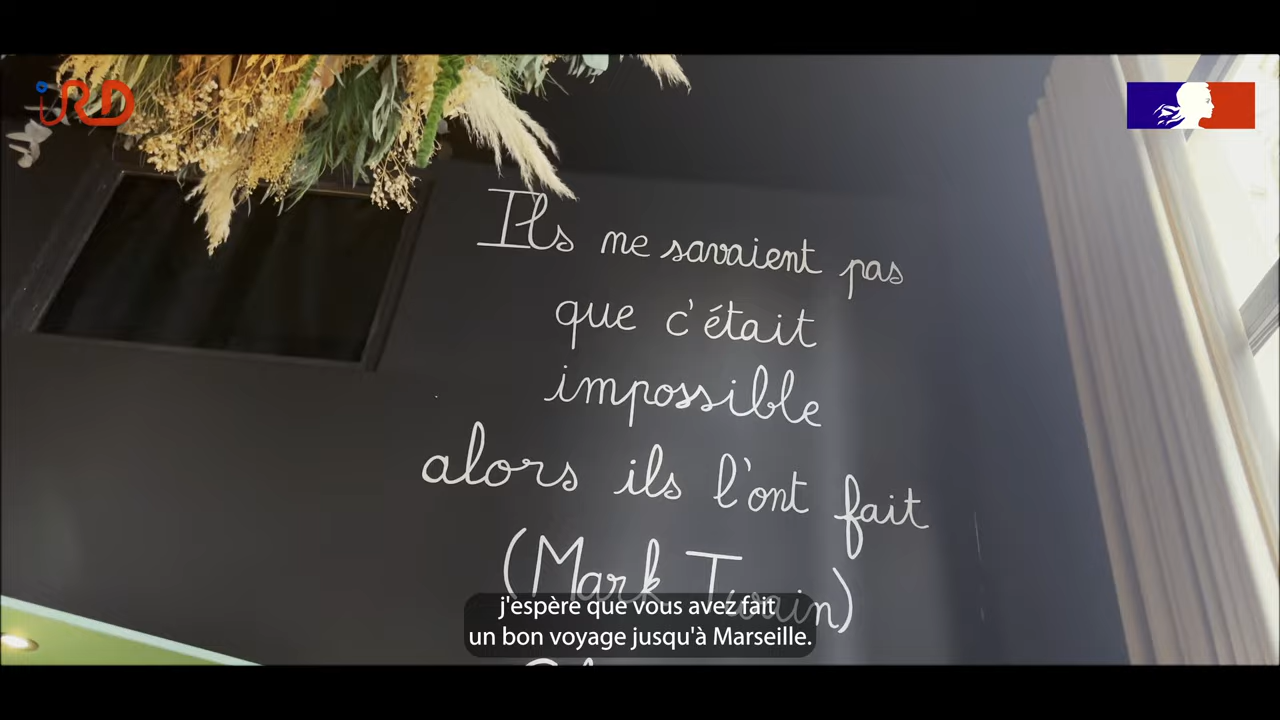 iRD
Ils ne savaient pas
que c'était
impossible
alors ils l'ont fait
(Mark Twain)
j'espère que vous avez fait
un bon voyage jusqu'à Marseille.